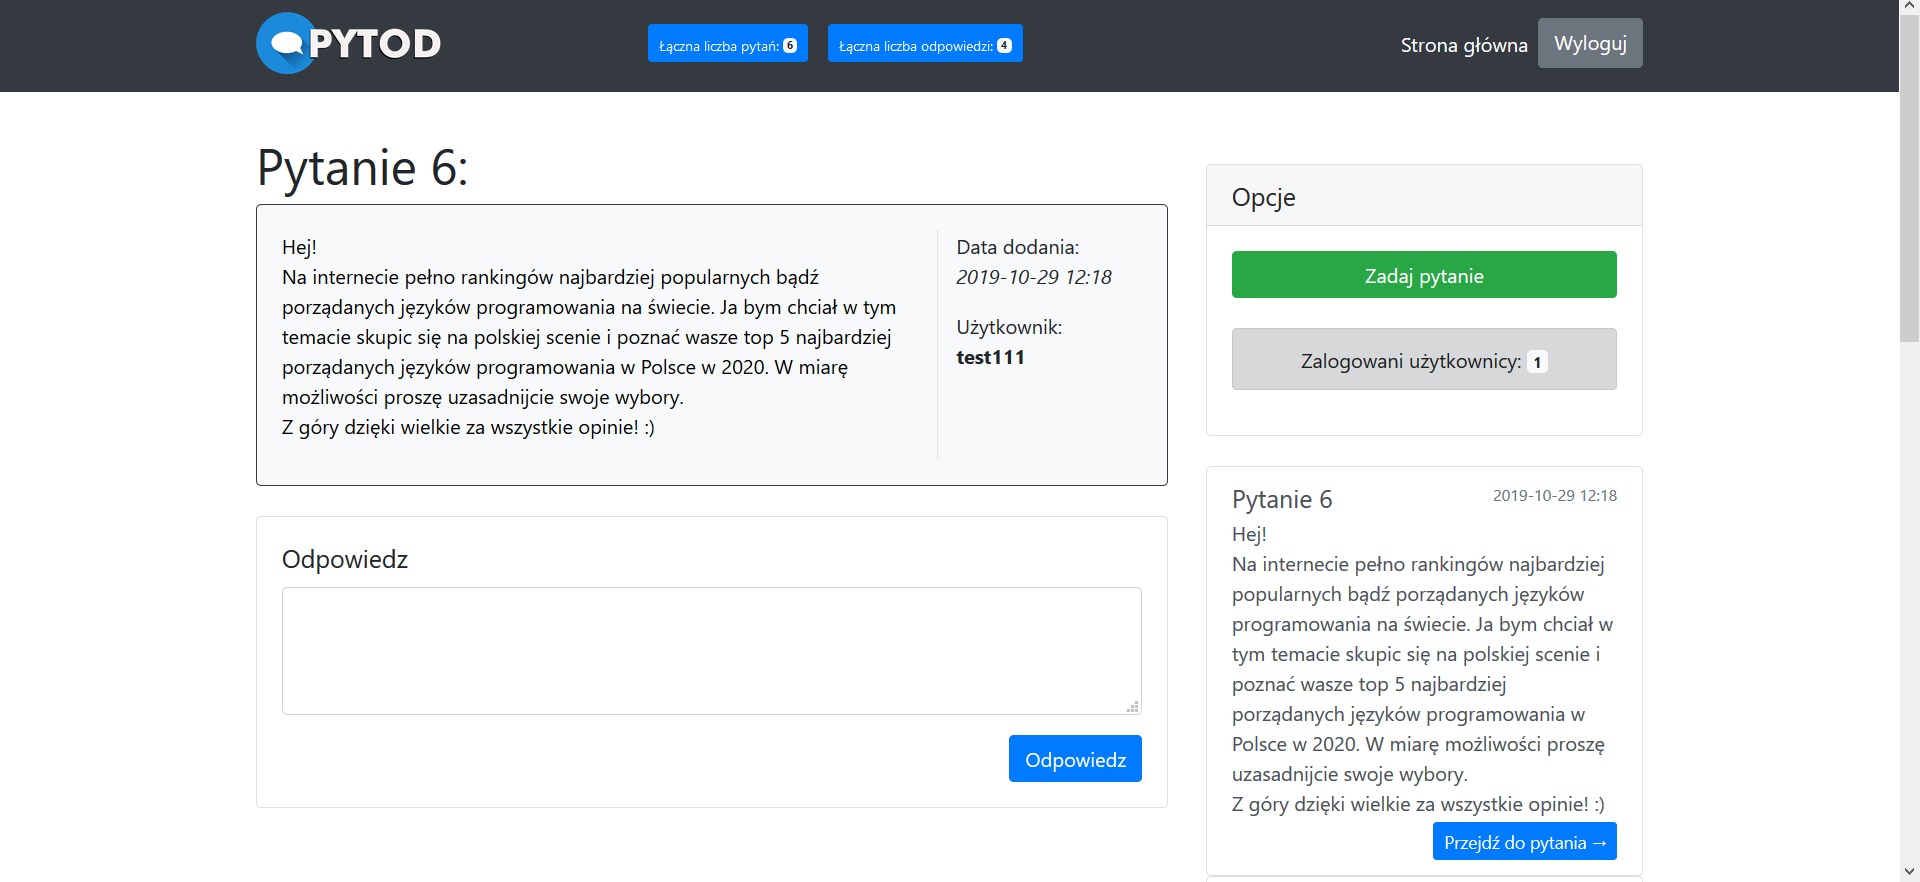 PYTOD
Łączna liczba pytań: 6
Łączna liczba odpowiedzi: 4
Strona główna
Wyloguj
Pytanie 6:
Hej!
Na internecie pełno rankingów najbardziej popularnych bądź
porządanych języków programowania na świecie. Ja bym chciał w tym
temacie skupic się na polskiej scenie i poznać wasze top 5 najbardziej
porządanych języków programowania w Polsce w 2020. W miarę
możliwości proszę uzasadnijcie swoje wybory.
Z góry dzięki wielkie za wszystkie opinie! :)
Data dodania:
2019-10-29 12:18
Użytkownik:
test111
Odpowiedz
Odpowiedz
Opcje
Zadaj pytanie
Zalogowani użytkownicy: 1
Pytanie 6
2019-10-29 12:18
Hej!
Na internecie pełno rankingów najbardziej
popularnych bądź porządanych języków
programowania na świecie. Ja bym chciał w
tym temacie skupic się na polskiej scenie i
poznać wasze top 5 najbardziej
porządanych języków programowania w
Polsce w 2020. W miarę możliwości proszę
uzasadnijcie swoje wybory.
Z góry dzięki wielkie za wszystkie opinie! :)
Przejdź do pytania →